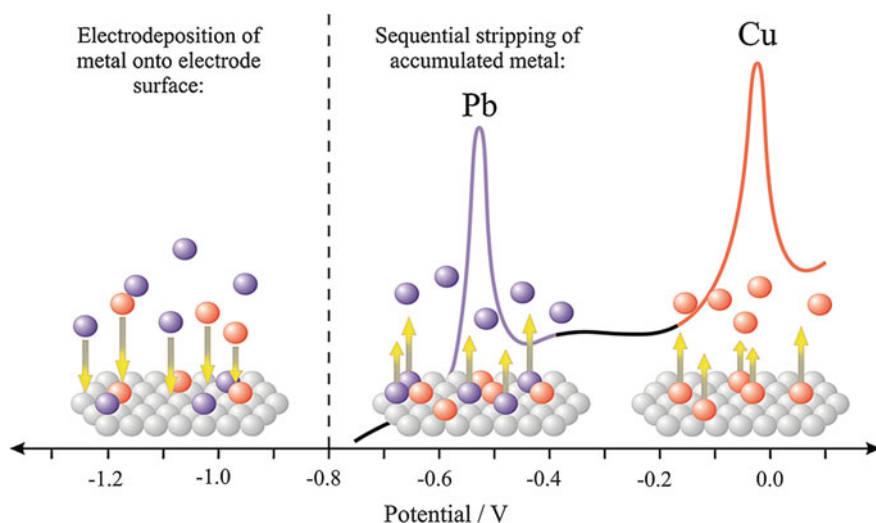 Electrodeposition of
metal onto electrode
surface:
Sequential stripping of
accumulated metal:
Pb
Cu
-1.2 -1.0 -0.8 -0.6 -0.4 -0.2 0.0
Potential / V